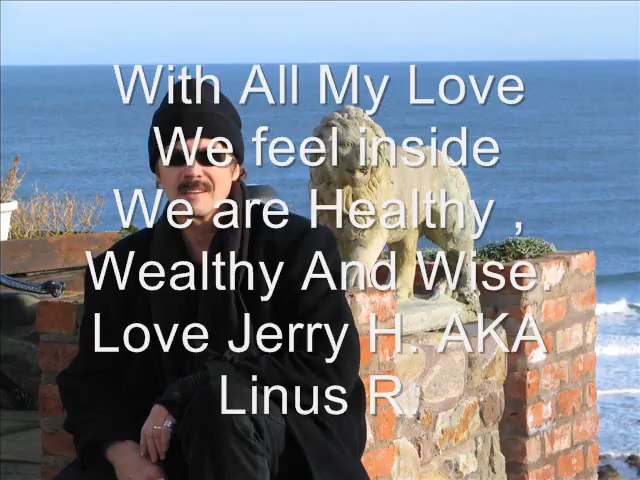 With All My Love
We feel inside
We are Healthy ,
Wealthy And Wise.
Love Jerry H. AKA
Linus R.